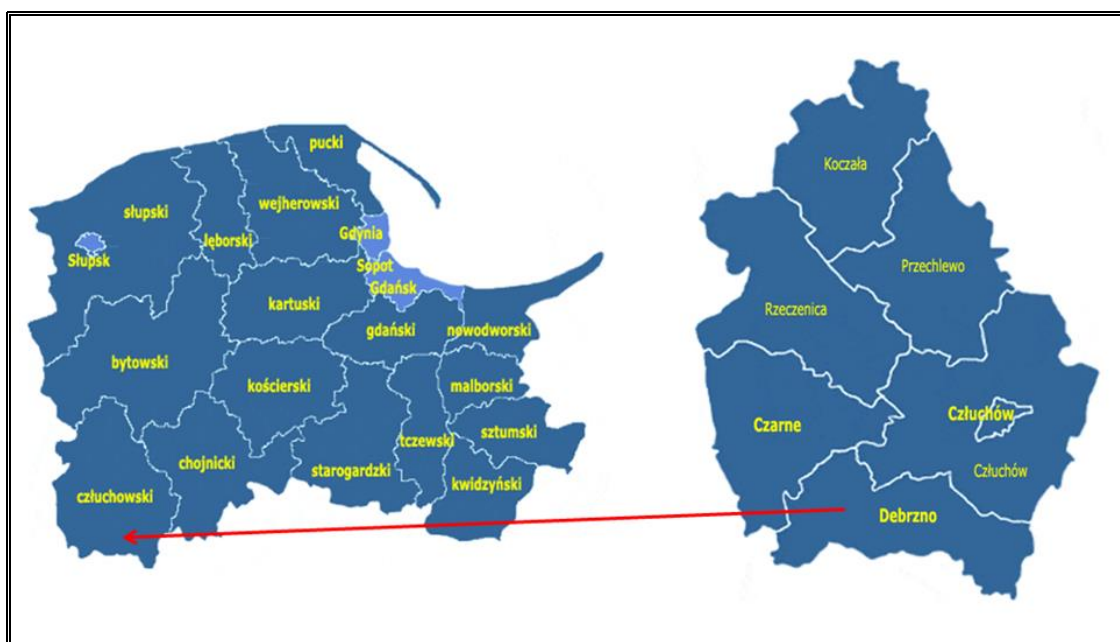 pucki
wejherowski
słupski
Gdynia
lęborski
Słupsk
Sopot
Gdańsk
kartuski
gdański
nowodworski
bytowski
kościerski
malborski
sztumski
tczewski
chojnicki
starogardzki
kwidzyński
człuchowski
Koczała
Przechlewo
Rzeczenica
Człuchów
Czarne
Człuchów
Debrzno